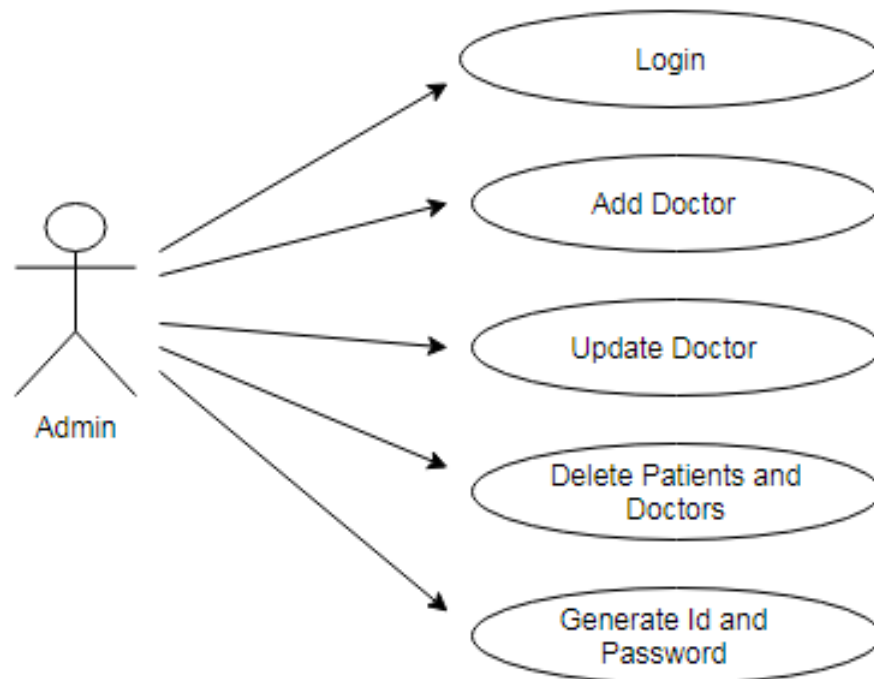 Login
Add Doctor
Update Doctor
Admin
Delete Patients and
Doctors
Generate Id and
Password